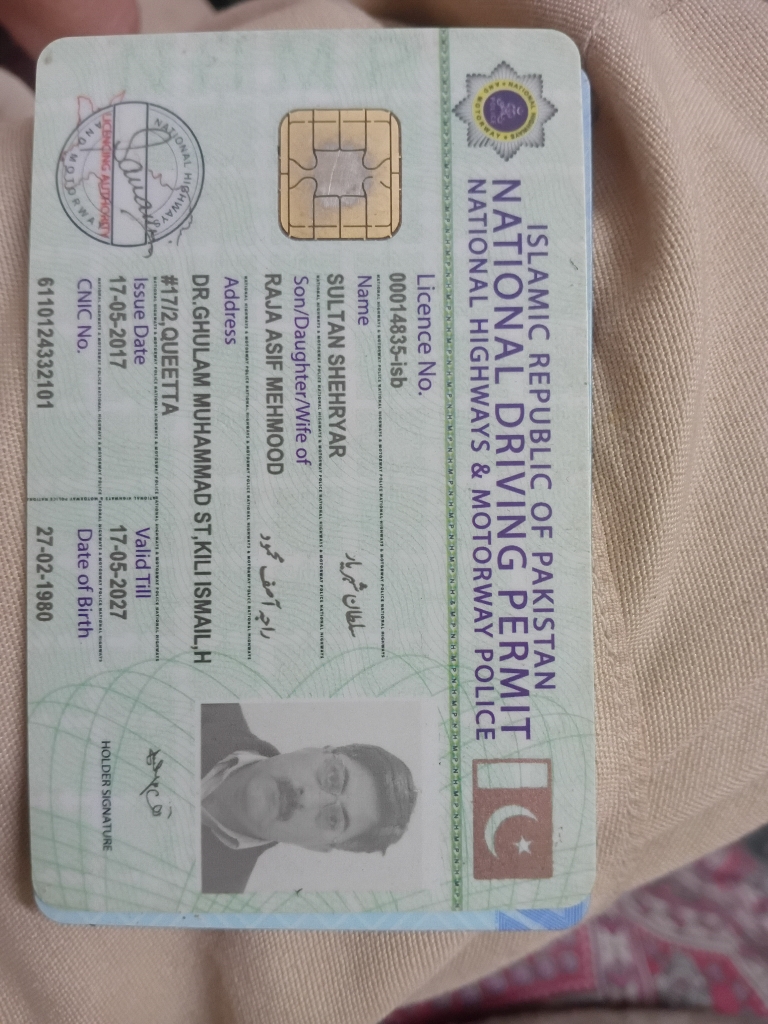 ISLAMIC REPUBLIC OF PAKISTAN
NATIONAL DRIVING PERMIT
NATIONAL HIGHWAYS & MOTORWAY POLICE
Licence No.
00014835-isb
Name
SULTAN SHEHRYAR
سلطان شہریار
Son/Daughter/Wife of
RAJA ASIF MEHMOOD
راجہ آصف محمود
Address
DR.GHULAM MUHAMMAD ST,KILI ISMAIL,H
#17/2,QUEETTA
Issue Date Valid Till
17-05-2017 17-05-2027
CNIC No. Date of Birth
6110124332101 27-02-1980
HOLDER SIGNATURE
NATIONAL HIGHWAYS AND MOTORWAY
LICENCING AUTHORITY